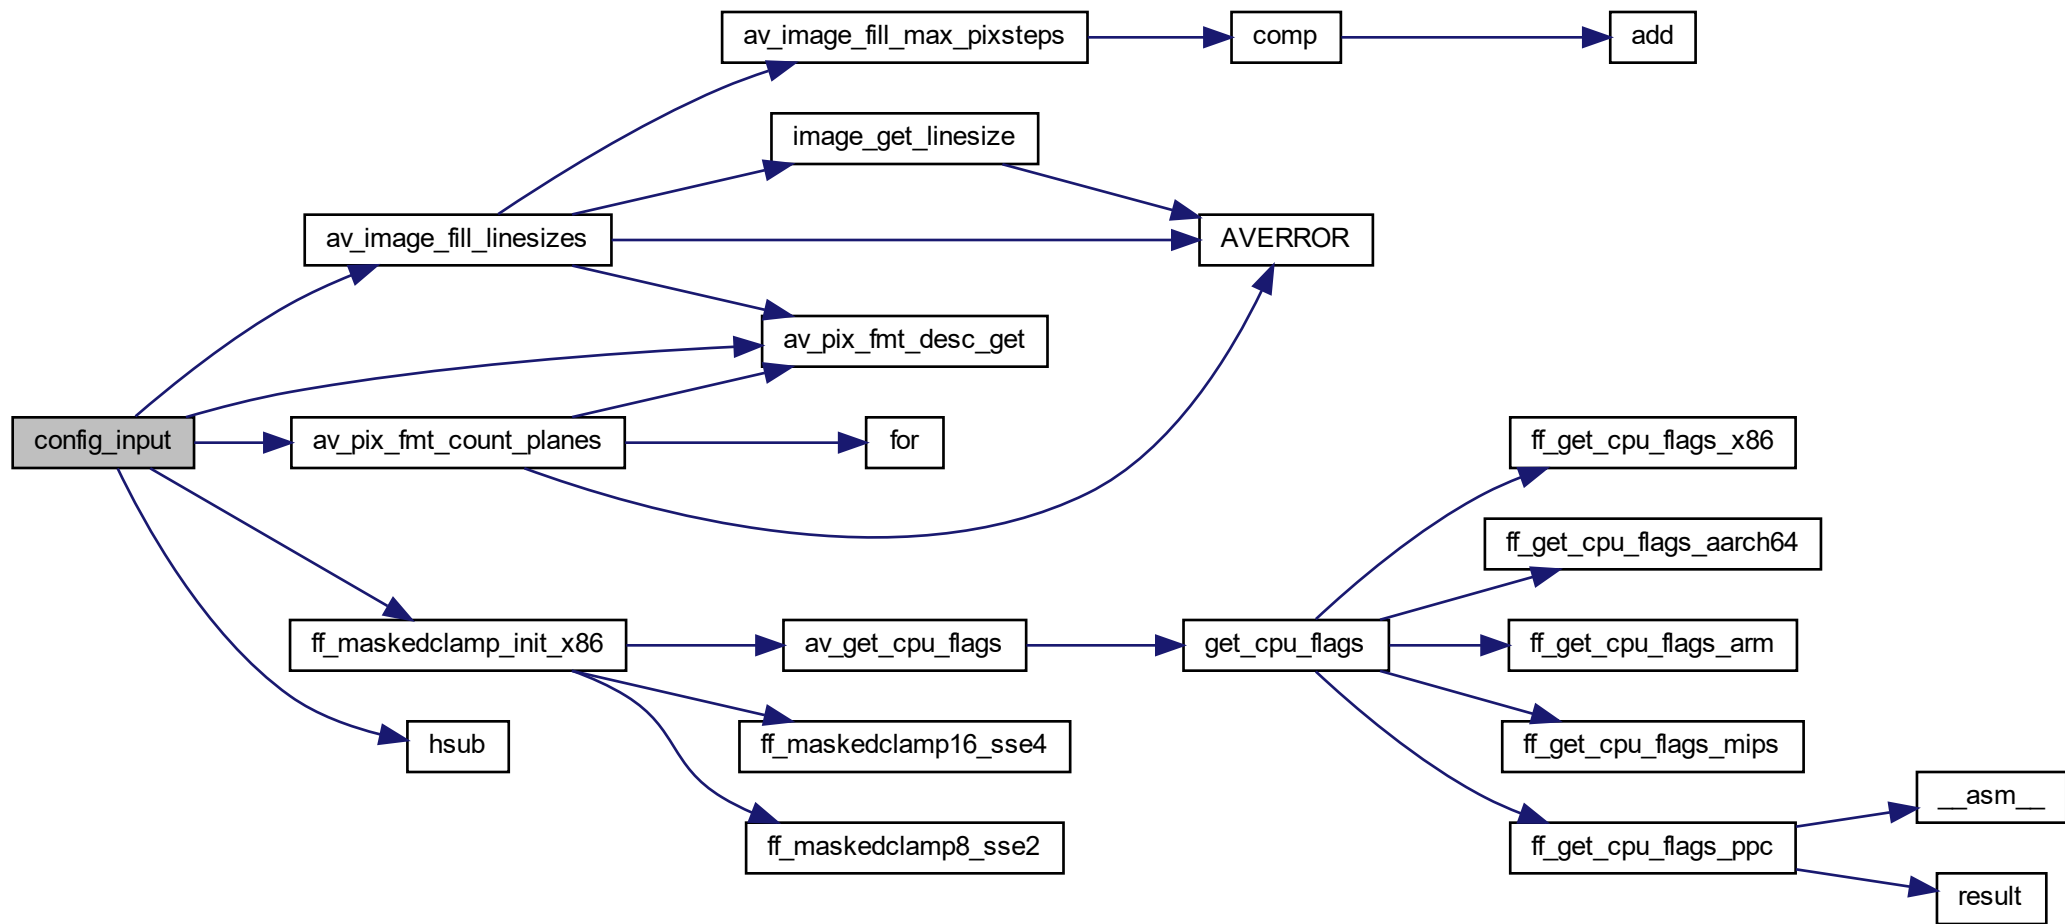 av_image_fill_max_pixsteps
comp
add
image_get_linesize
av_image_fill_linesizes
AVERROR
av_pix_fmt_desc_get
config_input
av_pix_fmt_count_planes
for
ff_get_cpu_flags_x86
ff_get_cpu_flags_aarch64
ff_maskedclamp_init_x86
av_get_cpu_flags
get_cpu_flags
ff_get_cpu_flags_arm
hsub
ff_maskedclamp16_sse4
ff_get_cpu_flags_mips
__asm__
ff_maskedclamp8_sse2
ff_get_cpu_flags_ppc
result